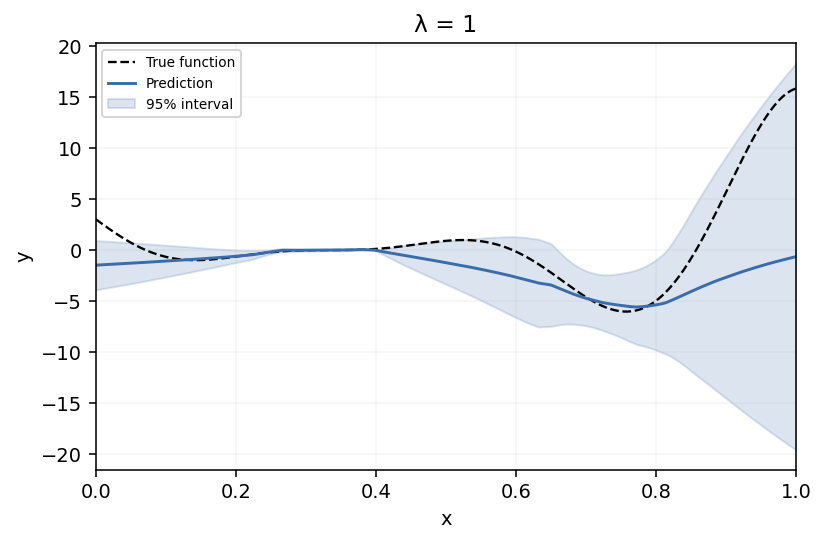 λ = 1
True function
Prediction
95% interval
20
15
10
5
0
−5
−10
−15
−20
y
0.0 0.2 0.4 0.6 0.8 1.0
x